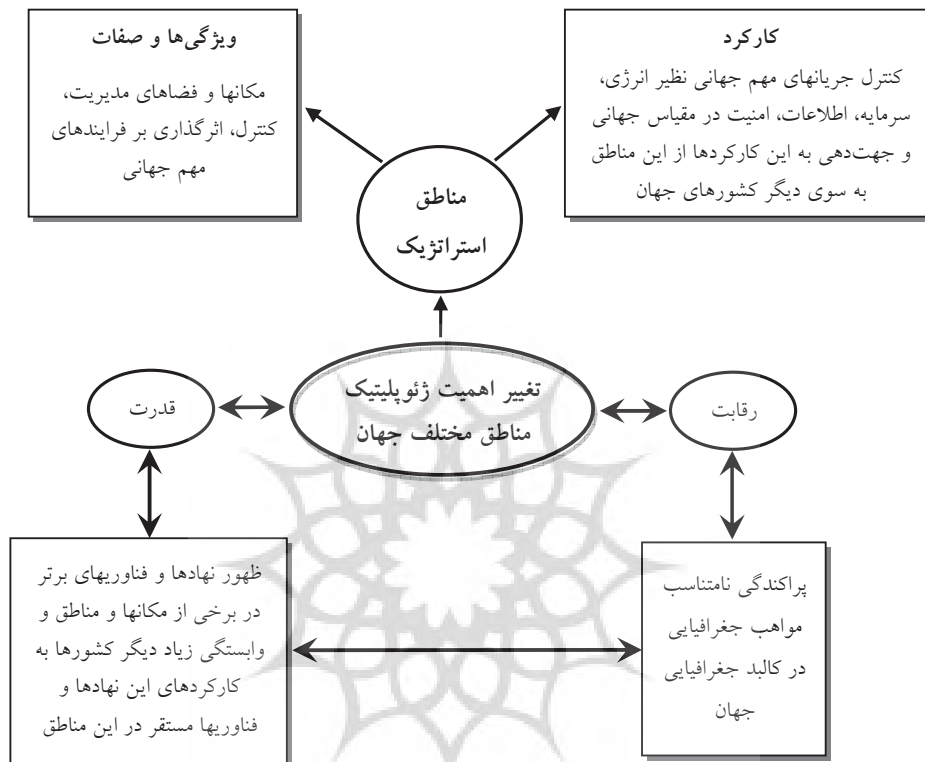 کارکرد
کنترل جریانهای مهم جهانی نظیر انرژی،
سرمایه، اطلاعات، امنیت در مقیاس جهانی
و جهت‌دهی به این کارکردها از این مناطق
به سوی دیگر کشورهای جهان
ویژگی‌ها و صفات
مکانها و فضاهای مدیریت،
کنترل، اثرگذاری بر فرایندهای
مهم جهانی
مناطق
استراتژیک
تغییر اهمیت ژئوپلیتیک
مناطق مختلف جهان
رقابت
قدرت
پراکندگی نامتناسب
مواهب جغرافیایی
در کالبد جغرافیایی
جهان
ظهور نهادها و فناوریهای برتر
در برخی از مکانها و مناطق و
وابستگی زیاد دیگر کشورها به
کارکردهای این نهادها و
فناوریها مستقر در این مناطق